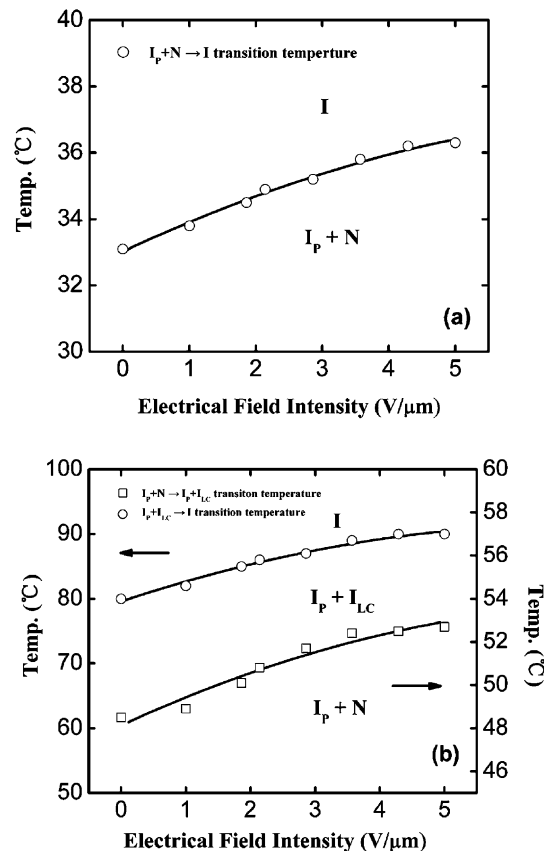 40
38
36
34
32
30
Temp. (℃)
I_P+N → I transition temperture
I
I_P + N
(a)
0 1 2 3 4 5
Electrical Field Intensity (V/μm)
100
90
80
70
60
50
Temp. (℃)
I_P+N → I_P+I_LC transiton temperature
I_P+I_LC → I transition temperature
I
I_P + I_LC
I_P + N
(b)
60
58
56
54
52
50
48
46
Temp. (℃)
0 1 2 3 4 5
Electrical Field Intensity (V/μm)